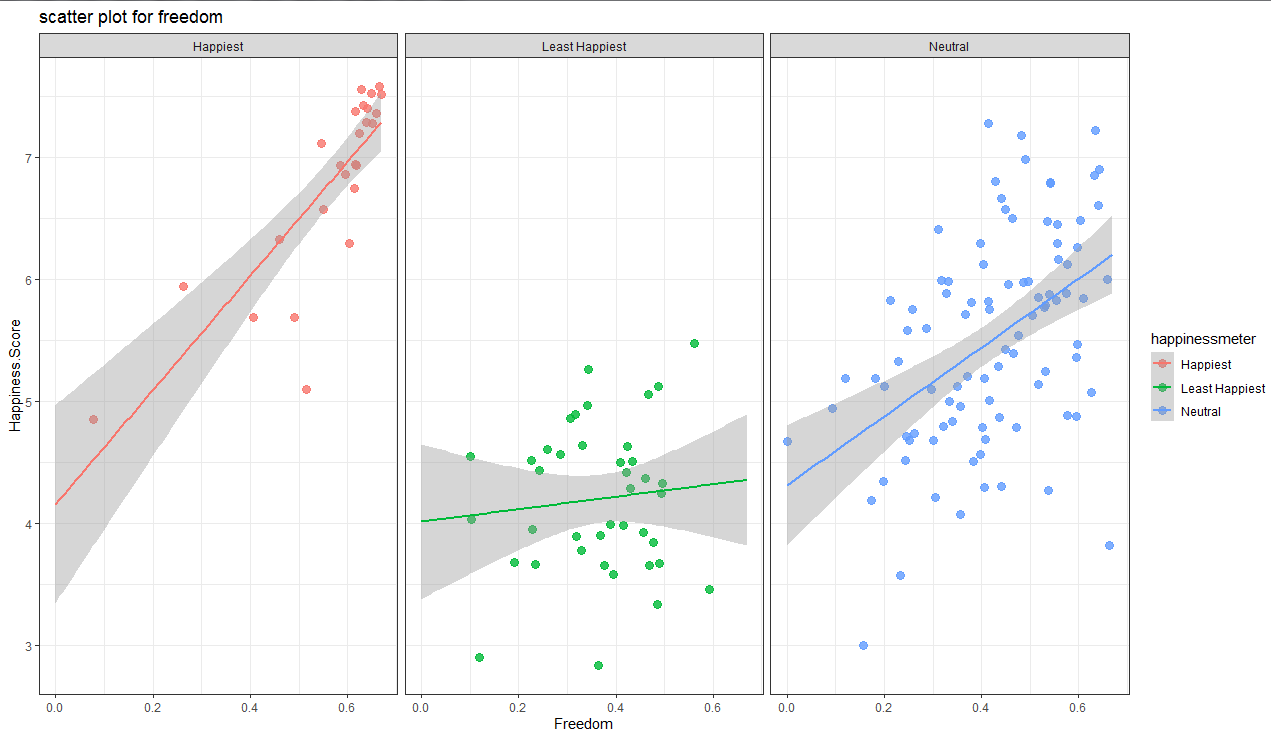 scatter plot for freedom
Happiest
Least Happiest
Neutral
Happiness.Score
7
6
5
4
3
0.0 0.2 0.4 0.6
0.0 0.2 0.4 0.6
0.0 0.2 0.4 0.6
Freedom
happinessmeter
Happiest
Least Happiest
Neutral